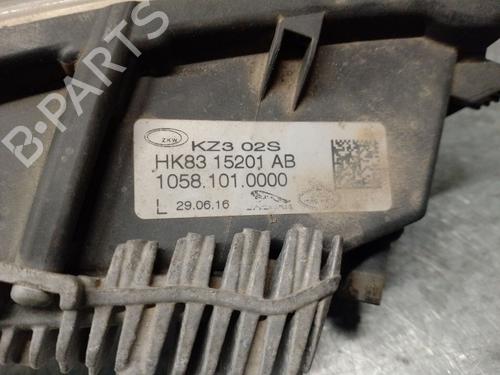 ZKW
KZ3 02S
HK83 15201 AB
1058.101.0000
L 29.06.16
B-PARTS